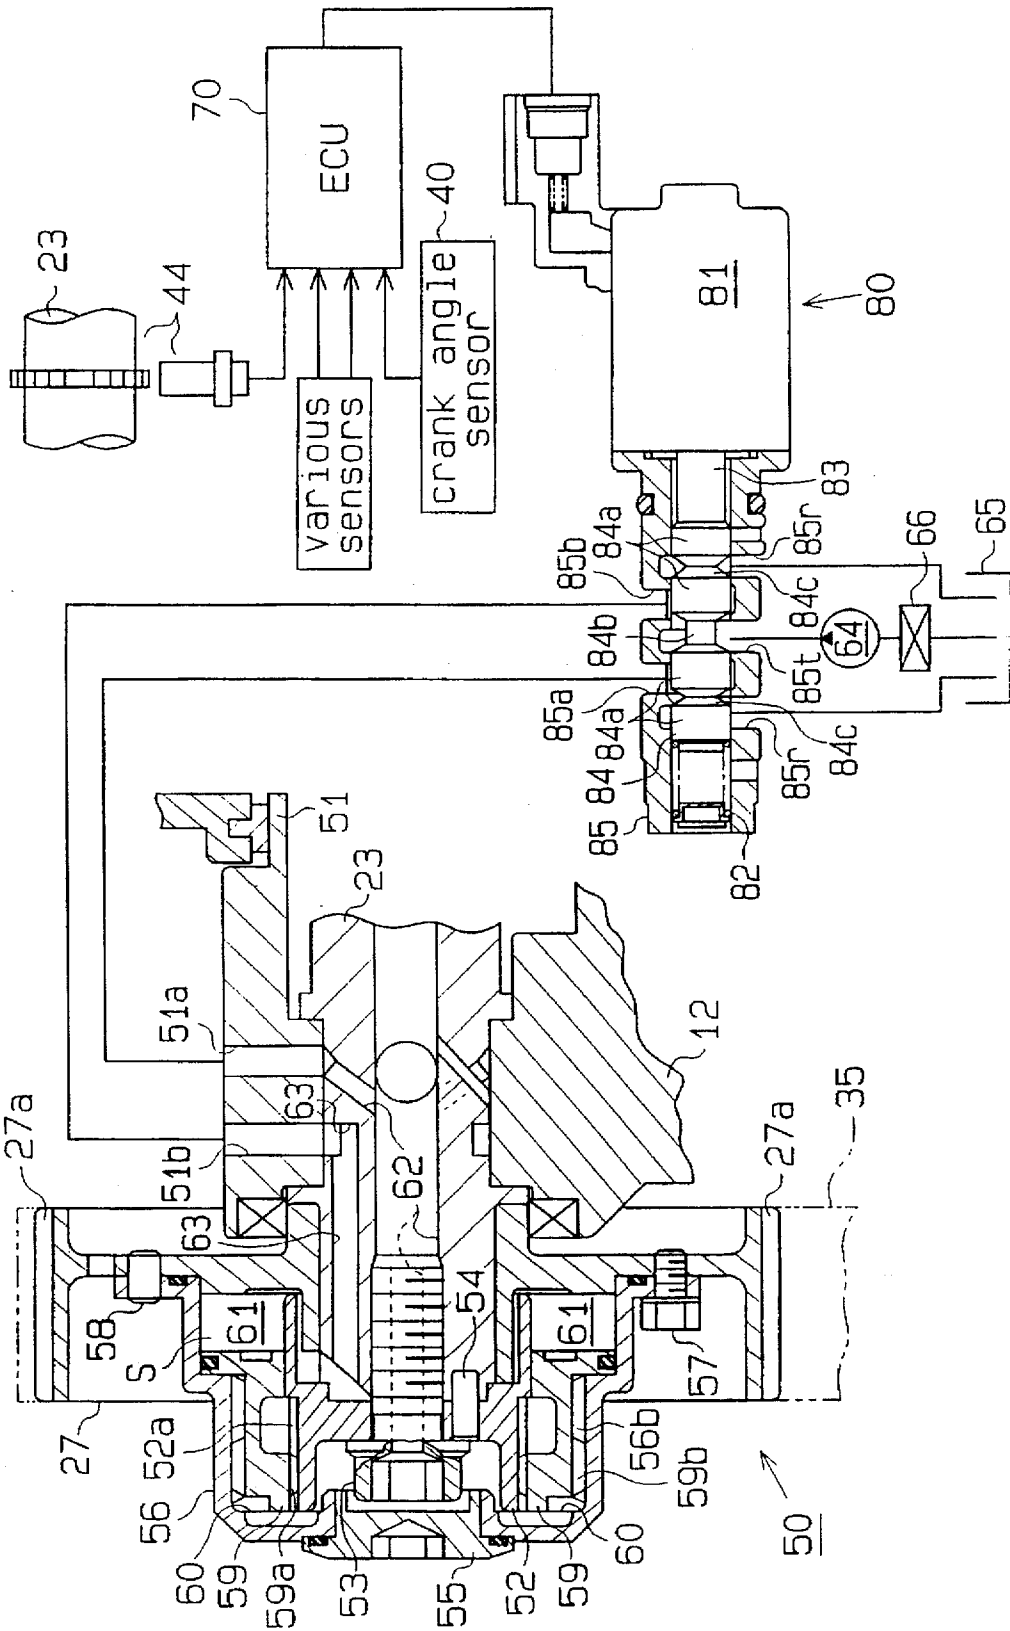 23
44
70
ECU
various
sensors
40
crank angle
sensor
81
80
83
84a
85b
85r
84c
84b
85t
64
66
65
85a
84a
84c
85r
84
85
82
51
23
51a
51b
63
62
12
27a
35
27a
63
58
S
61
54
61
57
27
52a
56
60
59
59a
53
55
52
59
60
59b
56b
50